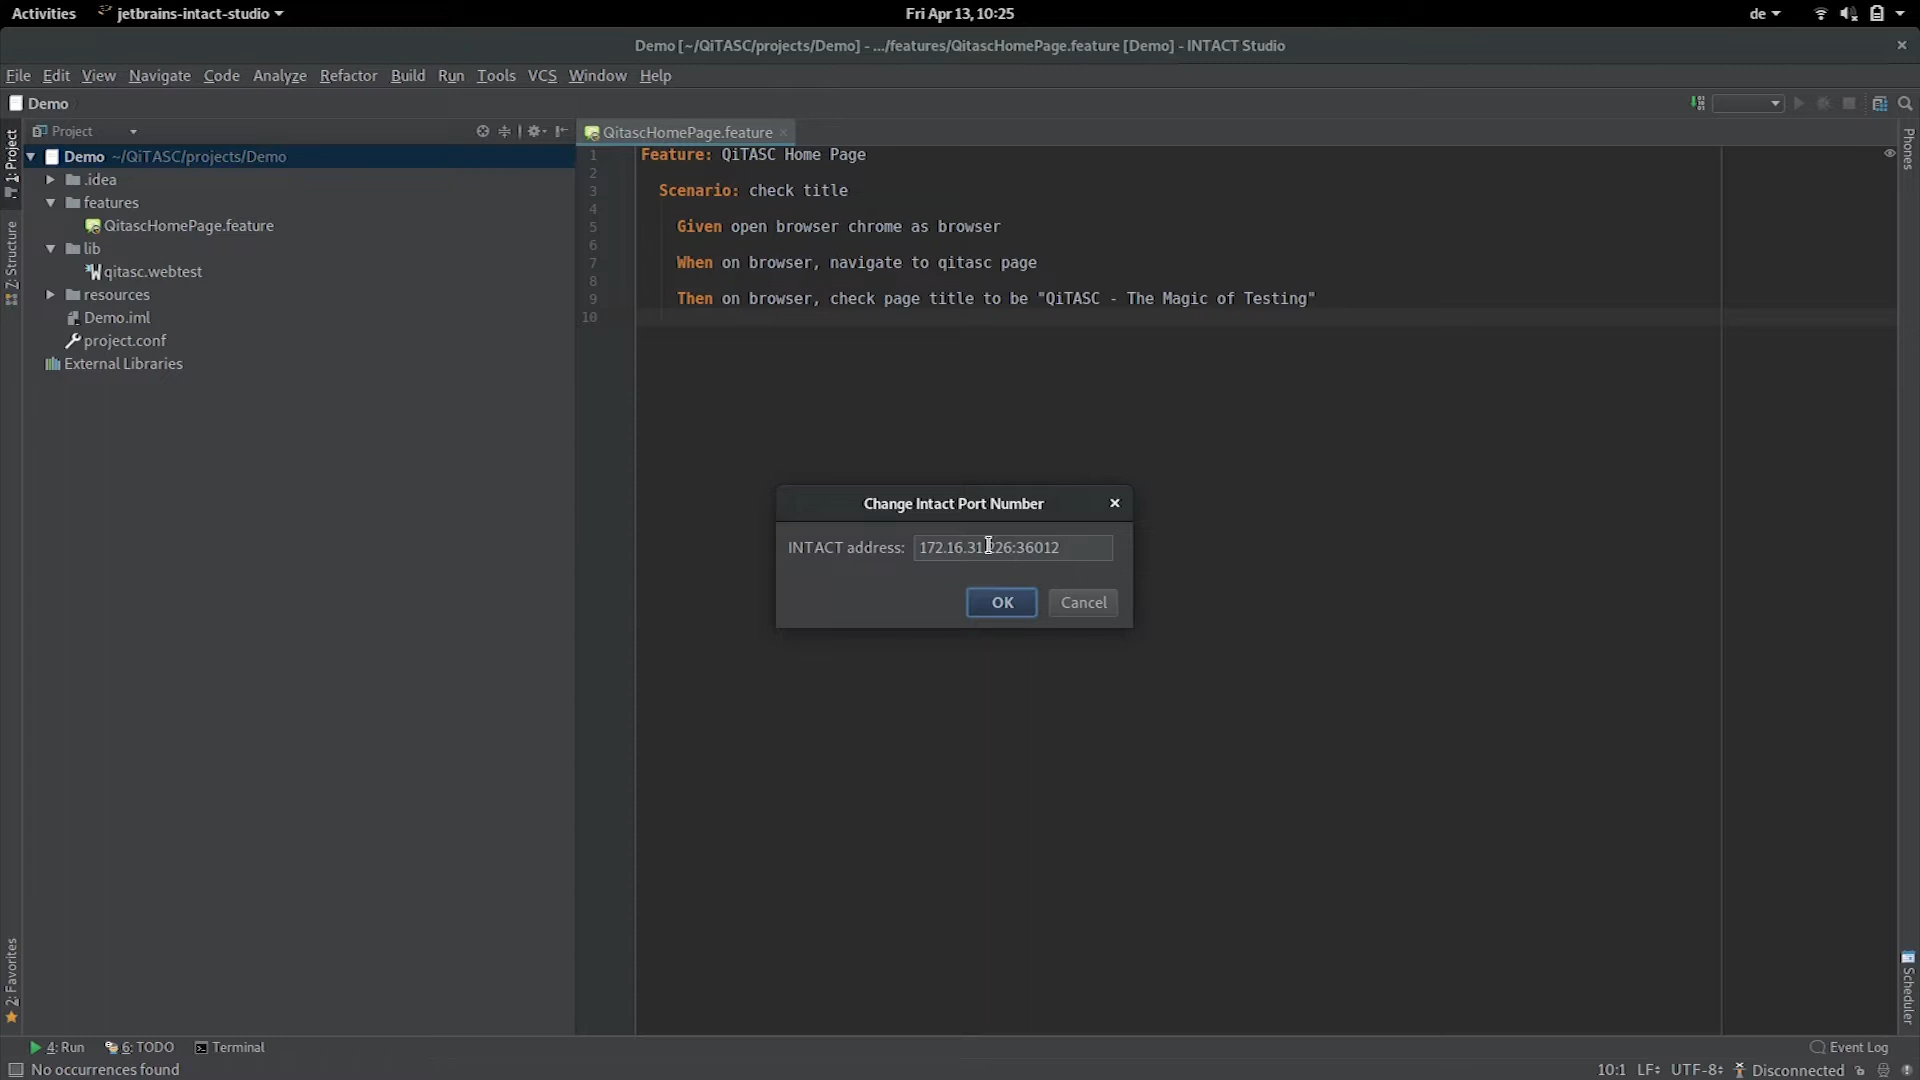 Activities jetbrains-intact-studio Fri Apr 13, 10:25 de
Demo [~/QiTASC/projects/Demo] - .../features/QitascHomePage.feature [Demo] - INTACT Studio
File Edit View Navigate Code Analyze Refactor Build Run Tools VCS Window Help
Demo
Project
QitascHomePage.feature
1: Project
7: Structure
2: Favorites
Demo ~/QiTASC/projects/Demo
.idea
features
QitascHomePage.feature
lib
qitasc.webtest
resources
Demo.iml
project.conf
External Libraries
1 Feature: QiTASC Home Page
2
3 Scenario: check title
4
5 Given open browser chrome as browser
6
7 When on browser, navigate to qitasc page
8
9 Then on browser, check page title to be "QiTASC - The Magic of Testing"
10
Change Intact Port Number
INTACT address: 172.16.31.226:36012
OK Cancel
Phones
Scheduler
4: Run 6: TODO Terminal Event Log
No occurrences found 10:1 LF UTF-8 Disconnected